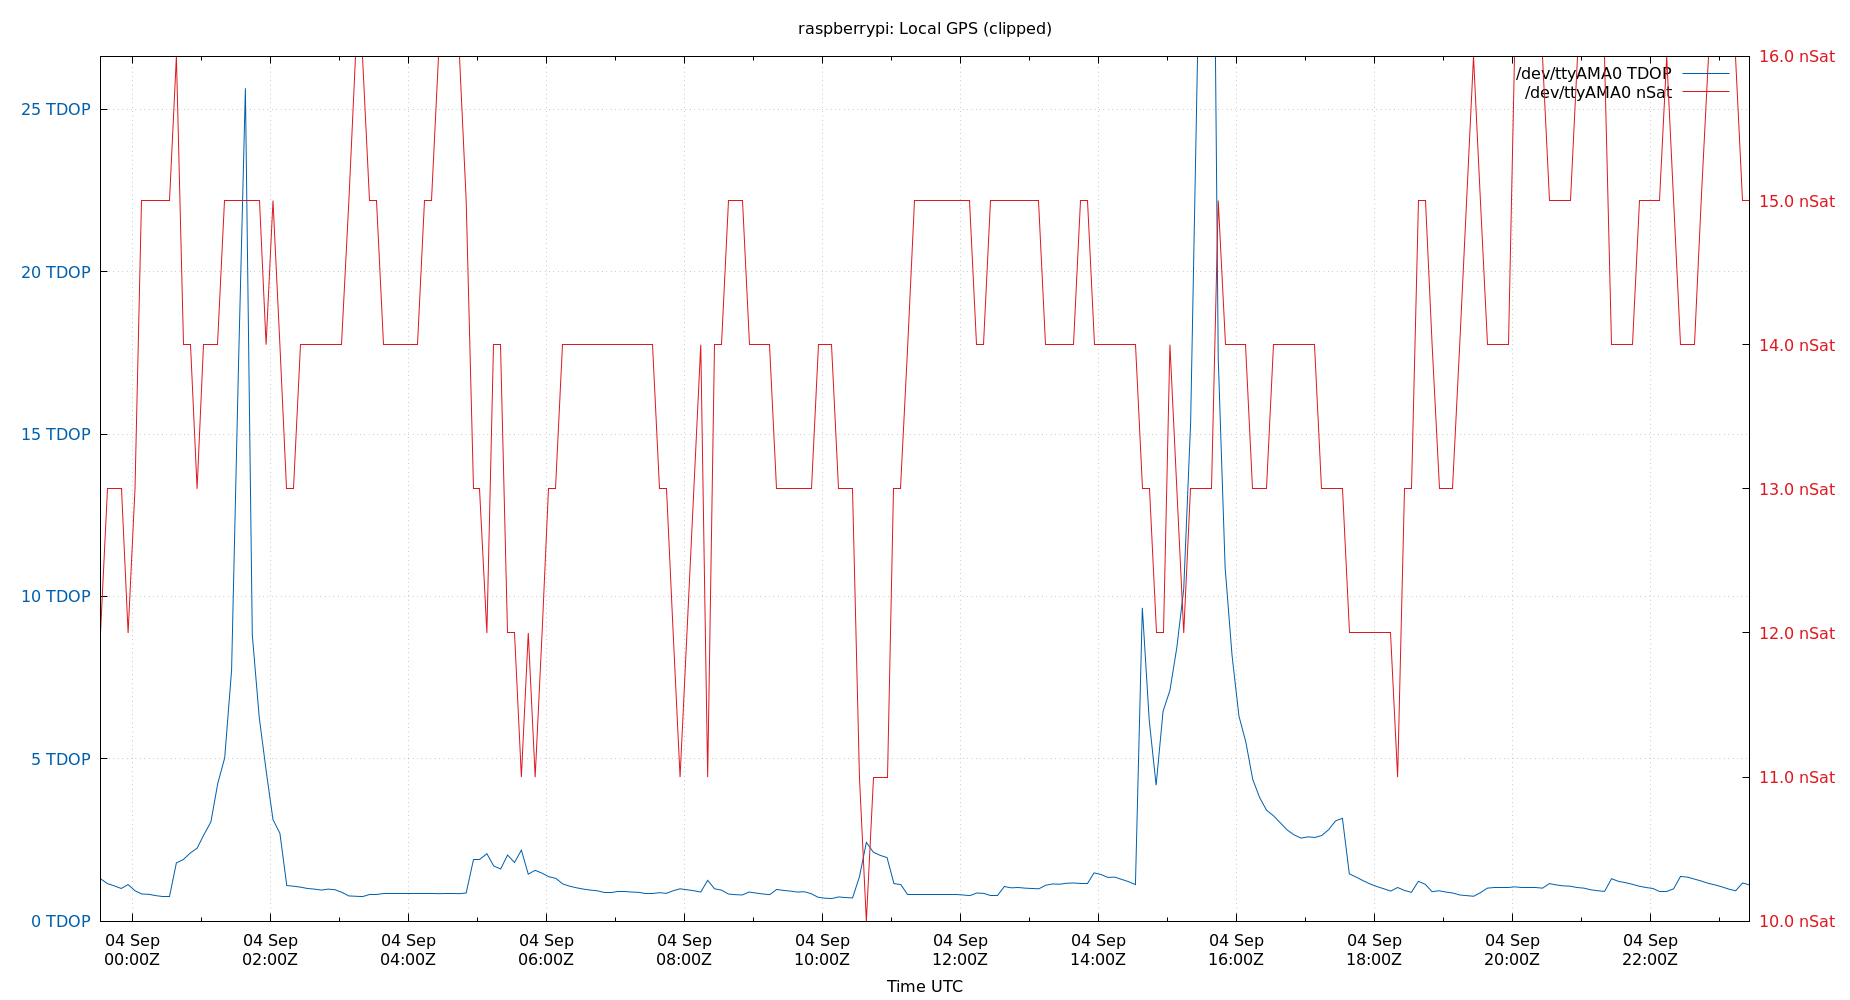 raspberrypi: Local GPS (clipped)
/dev/ttyAMA0 TDOP
/dev/ttyAMA0 nSat
25 TDOP
20 TDOP
15 TDOP
10 TDOP
5 TDOP
0 TDOP
16.0 nSat
15.0 nSat
14.0 nSat
13.0 nSat
12.0 nSat
11.0 nSat
10.0 nSat
04 Sep
00:00Z
04 Sep
02:00Z
04 Sep
04:00Z
04 Sep
06:00Z
04 Sep
08:00Z
04 Sep
10:00Z
04 Sep
12:00Z
04 Sep
14:00Z
04 Sep
16:00Z
04 Sep
18:00Z
04 Sep
20:00Z
04 Sep
22:00Z
Time UTC